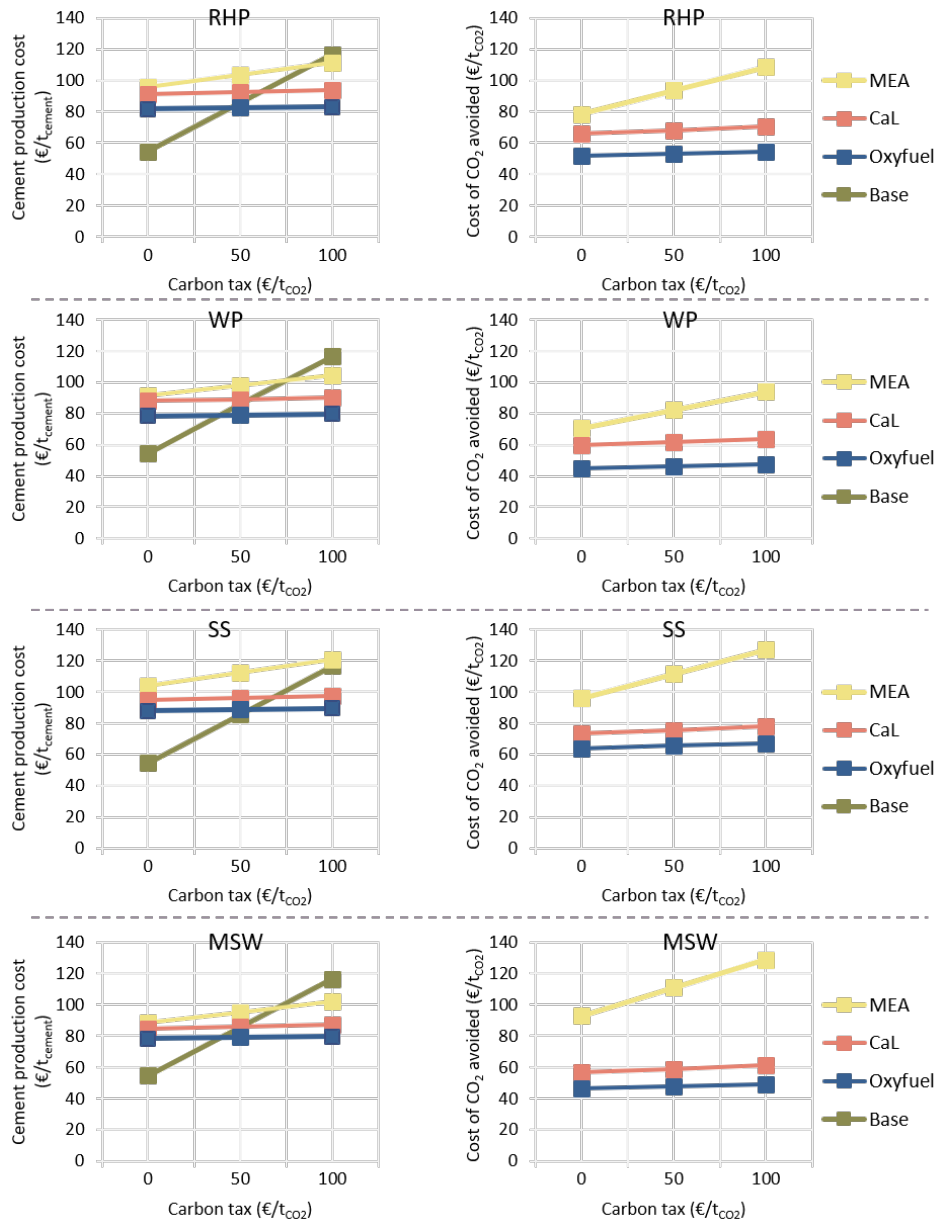 RHP
Cement production cost
(€/tcement)
140
120
100
80
60
40
20
0
0 50 100
Carbon tax (€/tCO2)
RHP
Cost of CO2 avoided (€/tCO2)
140
120
100
80
60
40
20
0
0 50 100
Carbon tax (€/tCO2)
MEA
CaL
Oxyfuel
Base
WP
Cement production cost
(€/tcement)
140
120
100
80
60
40
20
0
0 50 100
Carbon tax (€/tCO2)
WP
Cost of CO2 avoided (€/tCO2)
140
120
100
80
60
40
20
0
0 50 100
Carbon tax (€/tCO2)
MEA
CaL
Oxyfuel
Base
SS
Cement production cost
(€/tcement)
140
120
100
80
60
40
20
0
0 50 100
Carbon tax (€/tCO2)
SS
Cost of CO2 avoided (€/tCO2)
140
120
100
80
60
40
20
0
0 50 100
Carbon tax (€/tCO2)
MEA
CaL
Oxyfuel
Base
MSW
Cement production cost
(€/tcement)
140
120
100
80
60
40
20
0
0 50 100
Carbon tax (€/tCO2)
MSW
Cost of CO2 avoided (€/tCO2)
140
120
100
80
60
40
20
0
0 50 100
Carbon tax (€/tCO2)
MEA
CaL
Oxyfuel
Base